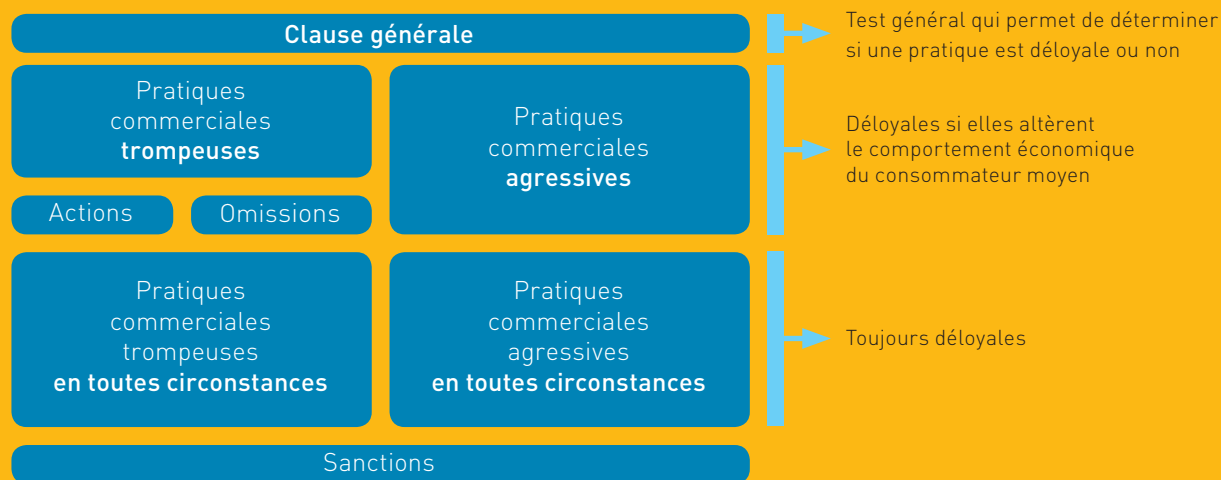 Clause générale
Test général qui permet de déterminer
si une pratique est déloyale ou non
Pratiques
commerciales
trompeuses
Actions
Omissions
Pratiques
commerciales
agressives
Déloyales si elles altèrent
le comportement économique
du consommateur moyen
Pratiques
commerciales
trompeuses
en toutes circonstances
Pratiques
commerciales
agressives
en toutes circonstances
Toujours déloyales
Sanctions